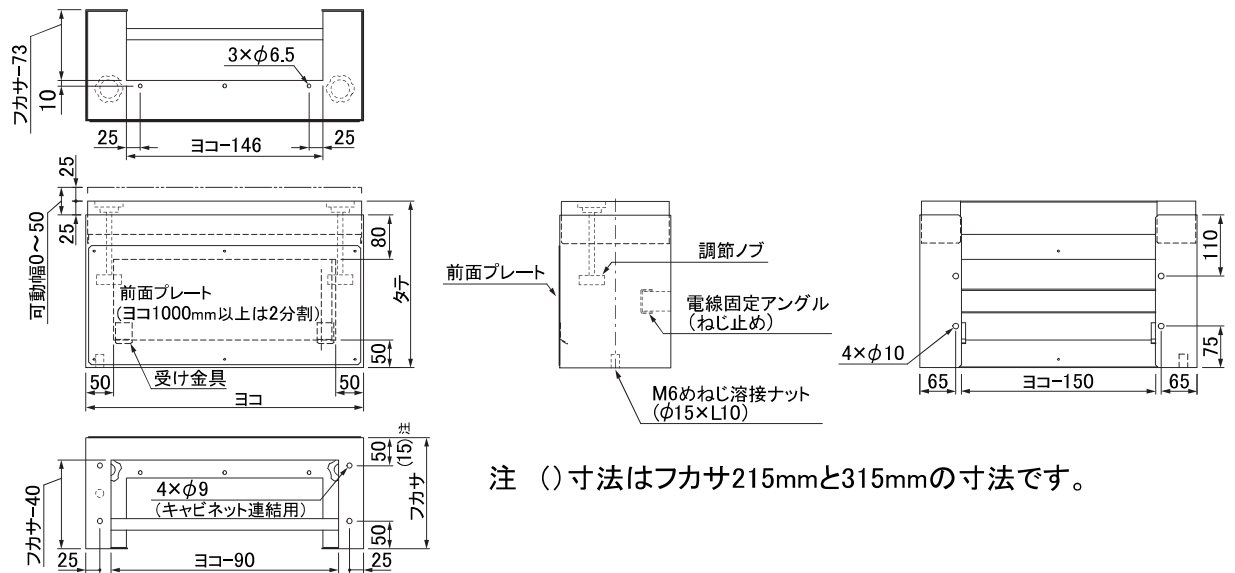 フカサ-73
10
3×φ6.5
25
ヨコ-146
25
可動幅0～50
25
25
80
タテ
前面プレート
(ヨコ1000mm以上は2分割)
50
50
受け金具
50
ヨコ
前面プレート
調節ノブ
電線固定アングル
(ねじ止め)
M6めねじ溶接ナット
(φ15×L10)
110
4×φ10
75
65
ヨコ-150
65
フカサ-40
4×φ9
(キャビネット連結用)
50
(15)注
フカサ
50
25
ヨコ-90
25
注 ()寸法はフカサ215mmと315mmの寸法です。